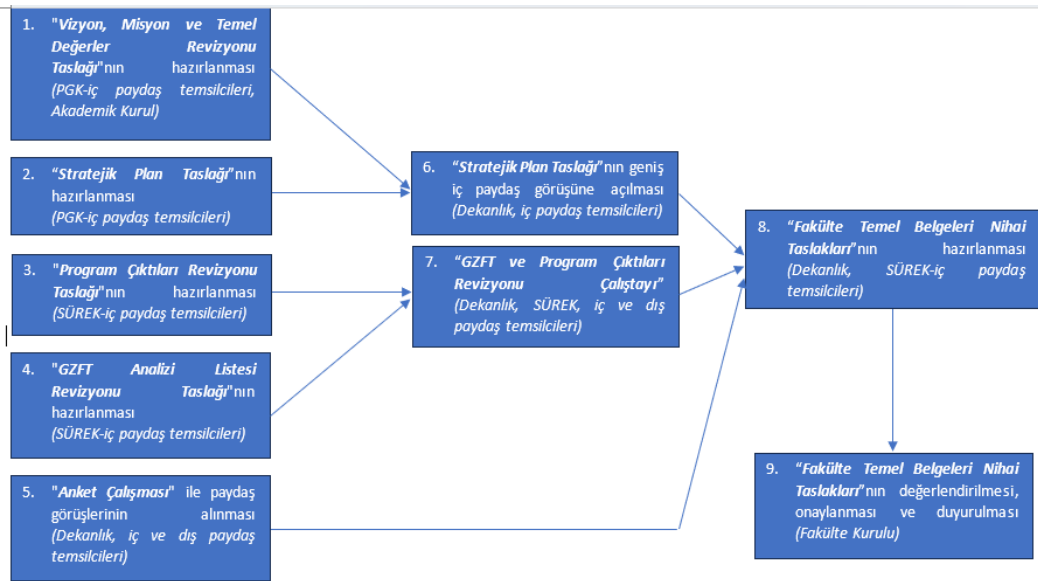 1. "Vizyon, Misyon ve Temel
Değerler Revizyonu
Taslağı"nın hazırlanması
(PGK-iç paydaş temsilcileri,
Akademik Kurul)
2. “Stratejik Plan Taslağı”nın
hazırlanması
(PGK-iç paydaş temsilcileri)
3. "Program Çıktıları Revizyonu
Taslağı"nın hazırlanması
(SÜREK-iç paydaş temsilcileri)
4. "GZFT Analizi Listesi
Revizyonu Taslağı"nın
hazırlanması
(SÜREK-iç paydaş temsilcileri)
5. "Anket Çalışması" ile paydaş
görüşlerinin alınması
(Dekanlık, iç ve dış paydaş
temsilcileri)
6. “Stratejik Plan Taslağı”nın geniş
iç paydaş görüşüne açılması
(Dekanlık, iç paydaş temsilcileri)
7. “GZFT ve Program Çıktıları
Revizyonu Çalıştayı”
(Dekanlık, SÜREK, iç ve dış
paydaş temsilcileri)
8. “Fakülte Temel Belgeleri Nihai
Taslakları”nın hazırlanması
(Dekanlık, SÜREK-iç paydaş
temsilcileri)
9. “Fakülte Temel Belgeleri Nihai
Taslakları”nın değerlendirilmesi,
onaylanması ve duyurulması
(Fakülte Kurulu)